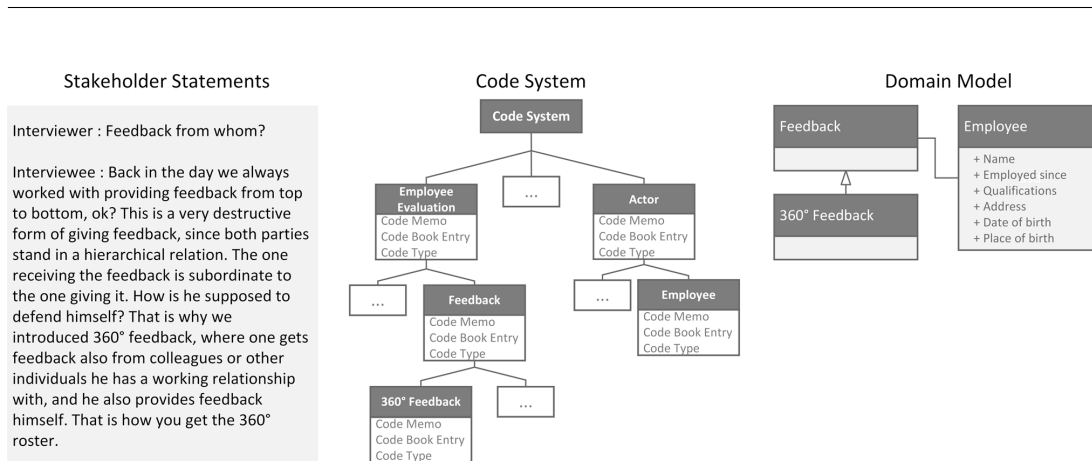 Stakeholder Statements
Interviewer : Feedback from whom?
Interviewee : Back in the day we always
worked with providing feedback from top
to bottom, ok? This is a very destructive
form of giving feedback, since both parties
stand in a hierarchical relation. The one
receiving the feedback is subordinate to
the one giving it. How is he supposed to
defend himself? That is why we
introduced 360° feedback, where one gets
feedback also from colleagues or other
individuals he has a working relationship
with, and he also provides feedback
himself. That is how you get the 360°
roster.
Code System
Code System
Employee
Evaluation
Code Memo
Code Book Entry
Code Type
...
Actor
Code Memo
Code Book Entry
Code Type
...
Feedback
Code Memo
Code Book Entry
Code Type
...
Employee
Code Memo
Code Book Entry
Code Type
360° Feedback
Code Memo
Code Book Entry
Code Type
...
Domain Model
Feedback
360° Feedback
Employee
+ Name
+ Employed since
+ Qualifications
+ Address
+ Date of birth
+ Place of birth